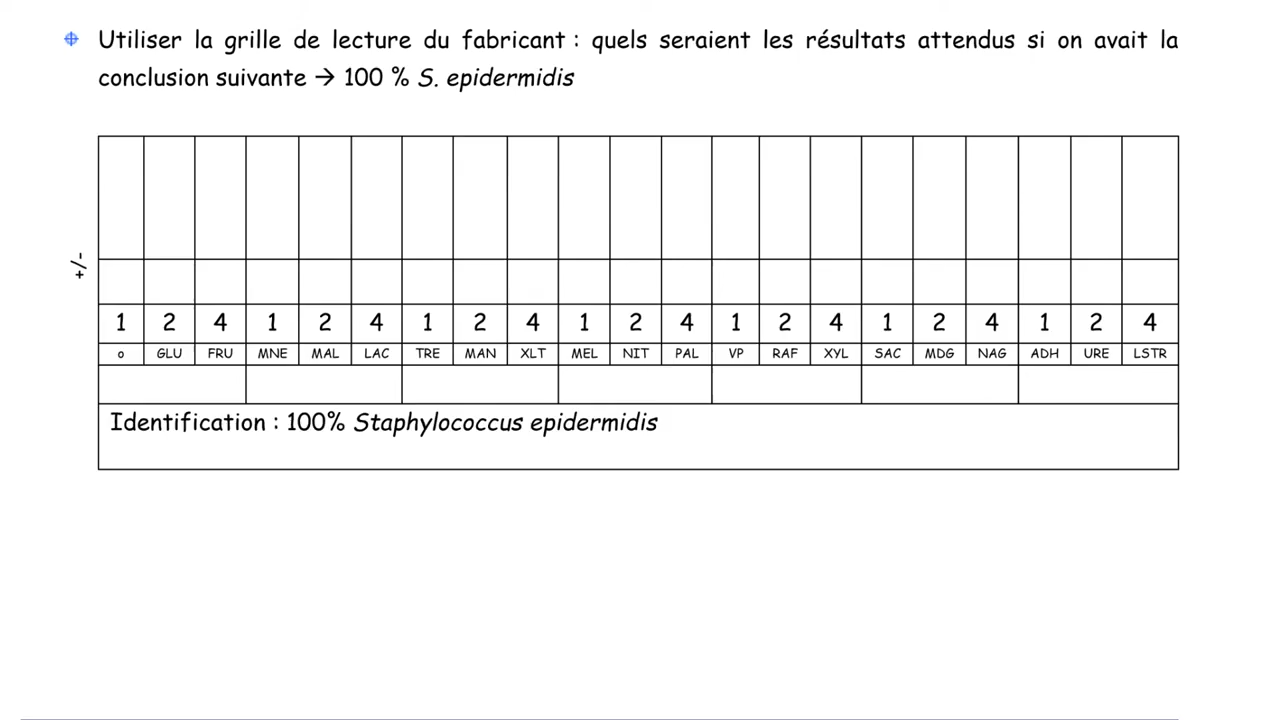 Utiliser la grille de lecture du fabricant : quels seraient les résultats attendus si on avait la
conclusion suivante → 100 % S. epidermidis
+/-
1 2 4 1 2 4 1 2 4 1 2 4 1 2 4 1 2 4 1 2 4
o GLU FRU MNE MAL LAC TRE MAN XLT MEL NIT PAL VP RAF XYL SAC MDG NAG ADH URE LSTR
Identification : 100% Staphylococcus epidermidis